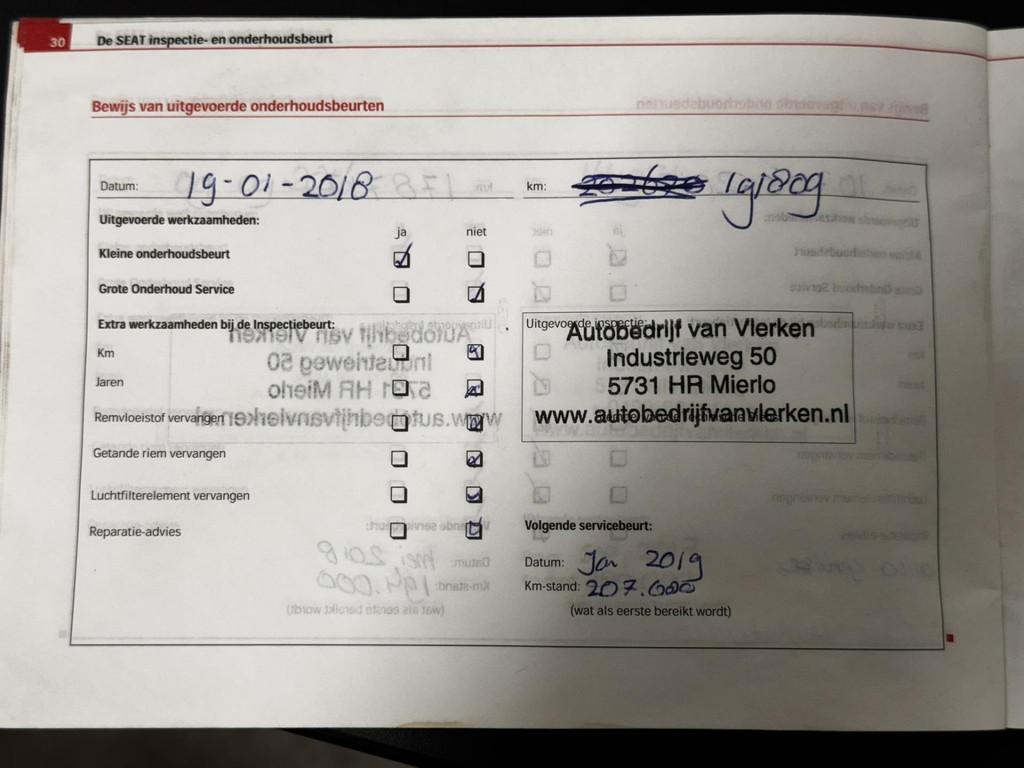 30 De SEAT inspectie- en onderhoudsbeurt
Bewijs van uitgevoerde onderhoudsbeurten
Datum: 19-01-2018 km: 191809
Uitgevoerde werkzaamheden:
ja niet
Kleine onderhoudsbeurt
Grote Onderhoud Service
Extra werkzaamheden bij de Inspectiebeurt:
Km
Jaren
Remvloeistof vervangen
Getande riem vervangen
Luchtfilterelement vervangen
Reparatie-advies
Uitgevoerde inspectie:
Autobedrijf van Vlerken
Industrieweg 50
5731 HR Mierlo
www.autobedrijfvanvlerken.nl
Volgende servicebeurt:
Datum: Jan 2019
Km-stand: 207.000
(wat als eerste bereikt wordt)